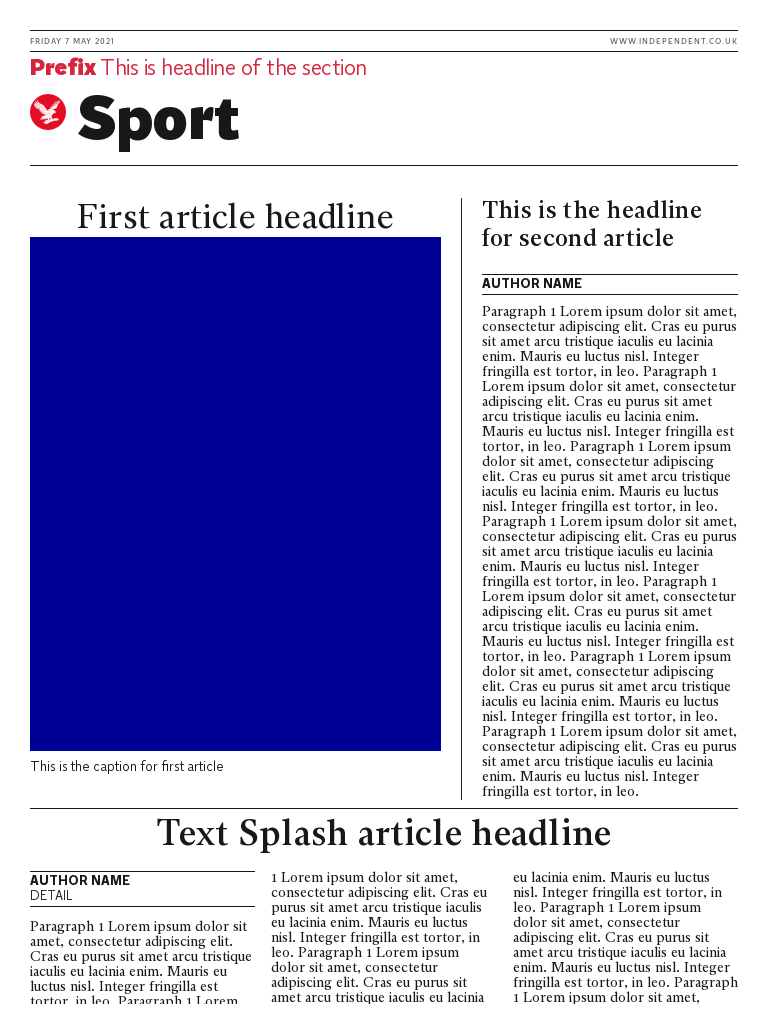 FRIDAY 7 MAY 2021
WWW.INDEPENDENT.CO.UK
Prefix This is headline of the section
Sport
First article headline
This is the caption for first article
This is the headline
for second article
AUTHOR NAME
Paragraph 1 Lorem ipsum dolor sit amet,
consectetur adipiscing elit. Cras eu purus
sit amet arcu tristique iaculis eu lacinia
enim. Mauris eu luctus nisl. Integer
fringilla est tortor, in leo. Paragraph 1
Lorem ipsum dolor sit amet, consectetur
adipiscing elit. Cras eu purus sit amet
arcu tristique iaculis eu lacinia enim.
Mauris eu luctus nisl. Integer fringilla est
tortor, in leo. Paragraph 1 Lorem ipsum
dolor sit amet, consectetur adipiscing
elit. Cras eu purus sit amet arcu tristique
iaculis eu lacinia enim. Mauris eu luctus
nisl. Integer fringilla est tortor, in leo.
Paragraph 1 Lorem ipsum dolor sit amet,
consectetur adipiscing elit. Cras eu purus
sit amet arcu tristique iaculis eu lacinia
enim. Mauris eu luctus nisl. Integer
fringilla est tortor, in leo. Paragraph 1
Lorem ipsum dolor sit amet, consectetur
adipiscing elit. Cras eu purus sit amet
arcu tristique iaculis eu lacinia enim.
Mauris eu luctus nisl. Integer fringilla est
tortor, in leo. Paragraph 1 Lorem ipsum
dolor sit amet, consectetur adipiscing
elit. Cras eu purus sit amet arcu tristique
iaculis eu lacinia enim. Mauris eu luctus
nisl. Integer fringilla est tortor, in leo.
Paragraph 1 Lorem ipsum dolor sit amet,
consectetur adipiscing elit. Cras eu purus
sit amet arcu tristique iaculis eu lacinia
enim. Mauris eu luctus nisl. Integer
fringilla est tortor, in leo.
Text Splash article headline
AUTHOR NAME
DETAIL
Paragraph 1 Lorem ipsum dolor sit
amet, consectetur adipiscing elit.
Cras eu purus sit amet arcu tristique
iaculis eu lacinia enim. Mauris eu
luctus nisl. Integer fringilla est
tortor, in leo. Paragraph 1 Lorem
1 Lorem ipsum dolor sit amet,
consectetur adipiscing elit. Cras eu
purus sit amet arcu tristique iaculis
eu lacinia enim. Mauris eu luctus
nisl. Integer fringilla est tortor, in
leo. Paragraph 1 Lorem ipsum
dolor sit amet, consectetur
adipiscing elit. Cras eu purus sit
amet arcu tristique iaculis eu lacinia
eu lacinia enim. Mauris eu luctus
nisl. Integer fringilla est tortor, in
leo. Paragraph 1 Lorem ipsum
dolor sit amet, consectetur
adipiscing elit. Cras eu purus sit
amet arcu tristique iaculis eu lacinia
enim. Mauris eu luctus nisl. Integer
fringilla est tortor, in leo. Paragraph
1 Lorem ipsum dolor sit amet,